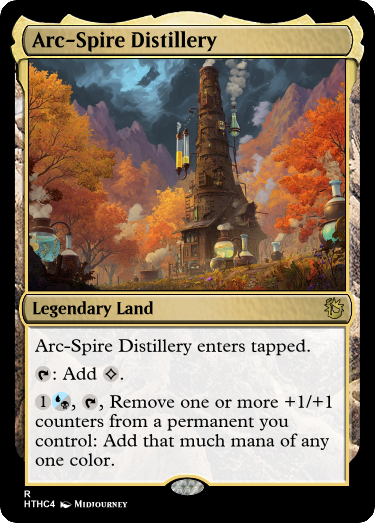 Arc-Spire Distillery
Legendary Land
Arc-Spire Distillery enters tapped.
: Add .
1 , , Remove one or more +1/+1
counters from a permanent you
control: Add that much mana of any
one color.
R
HTHC4 Midjourney